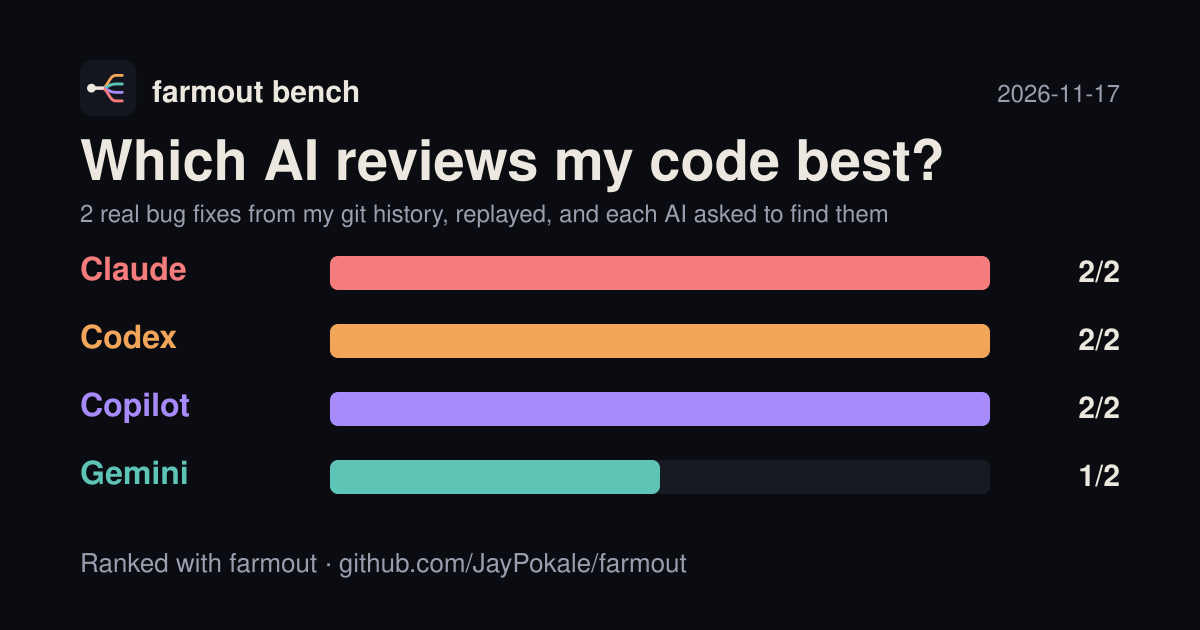 farmout bench
2026-11-17
Which AI reviews my code best?
2 real bug fixes from my git history, replayed, and each AI asked to find them
Claude 2/2
Codex 2/2
Copilot 2/2
Gemini 1/2
Ranked with farmout · github.com/JayPokale/farmout